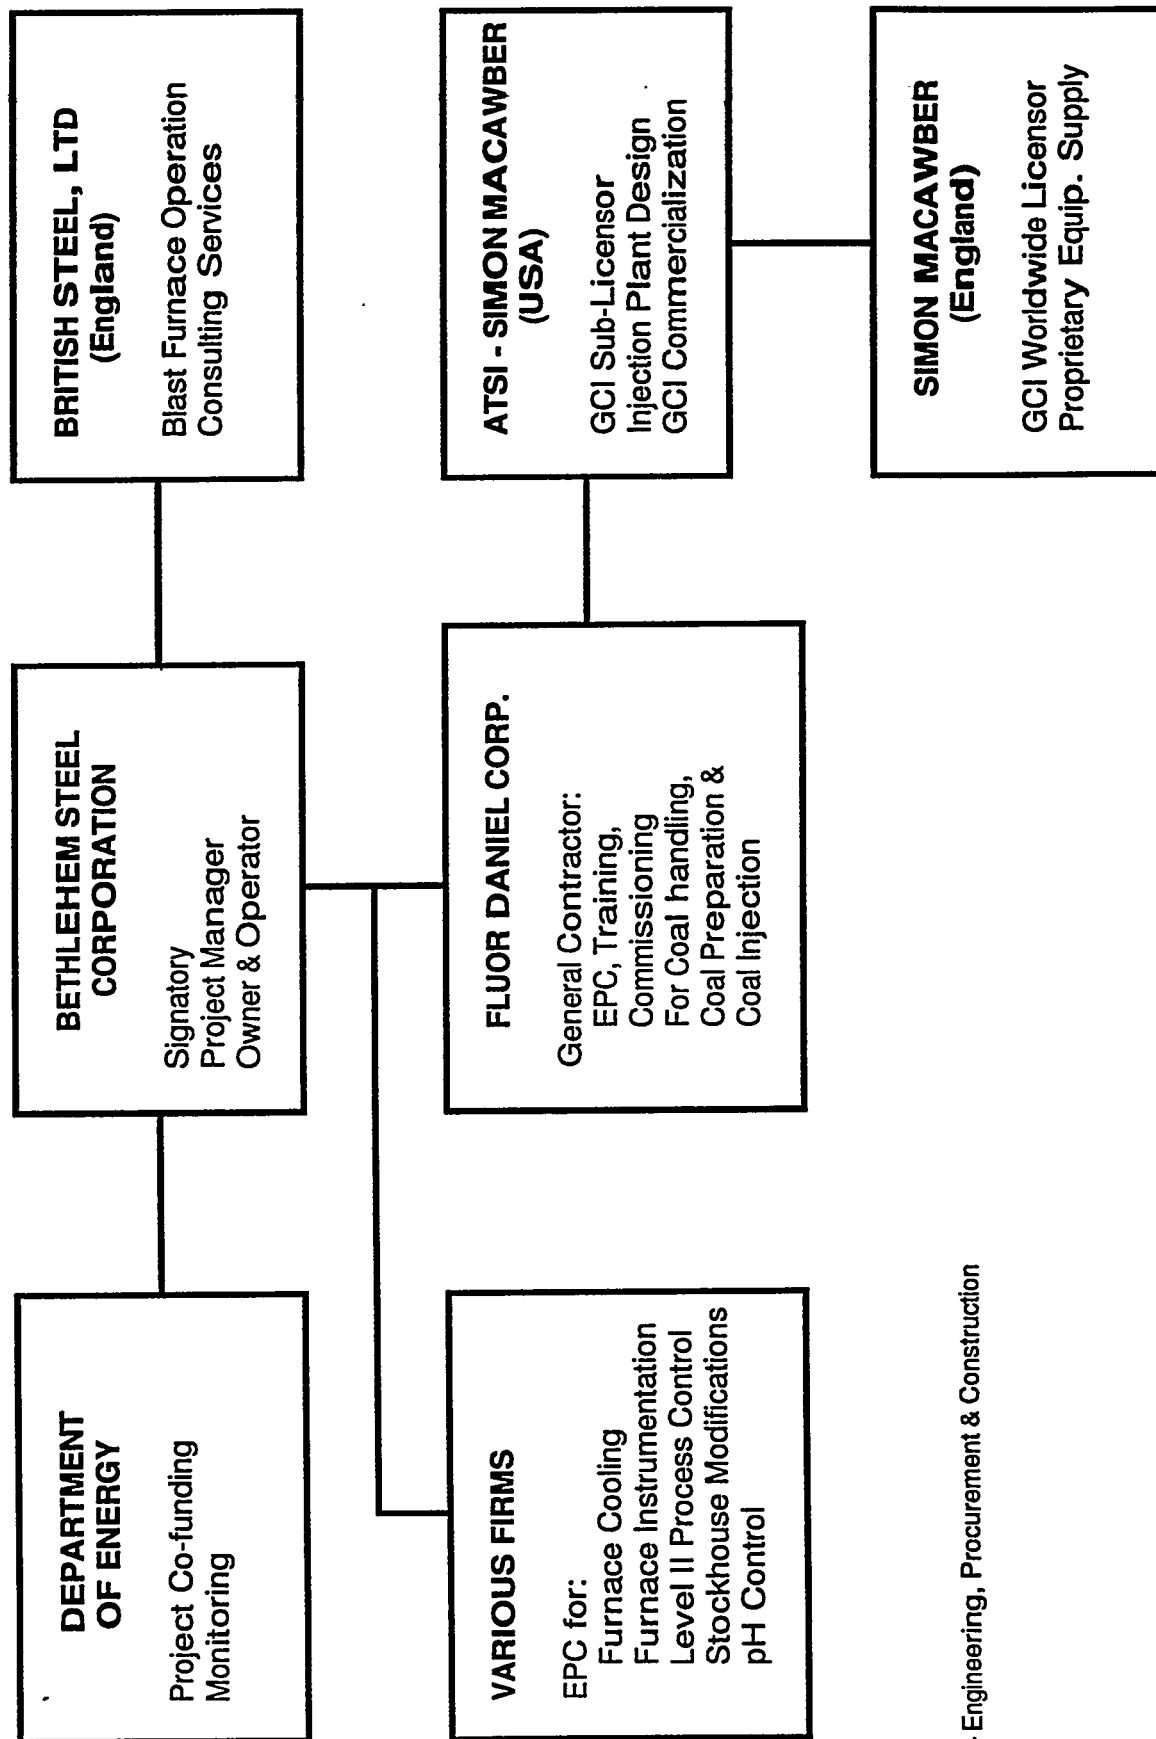 DEPARTMENT
OF ENERGY
Project Co-funding
Monitoring
BETHLEHEM STEEL
CORPORATION
Signatory
Project Manager
Owner & Operator
BRITISH STEEL, LTD
(England)
Blast Furnace Operation
Consulting Services
VARIOUS FIRMS
EPC for:
Furnace Cooling
Furnace Instrumentation
Level II Process Control
Stockhouse Modifications
pH Control
FLUOR DANIEL CORP.
General Contractor:
EPC, Training,
Commissioning
For Coal handling,
Coal Preparation &
Coal Injection
ATSI - SIMON MACAWBER
(USA)
GCI Sub-Licensor
Injection Plant Design
GCI Commercialization
SIMON MACAWBER
(England)
GCI Worldwide Licensor
Proprietary Equip. Supply
Engineering, Procurement & Construction